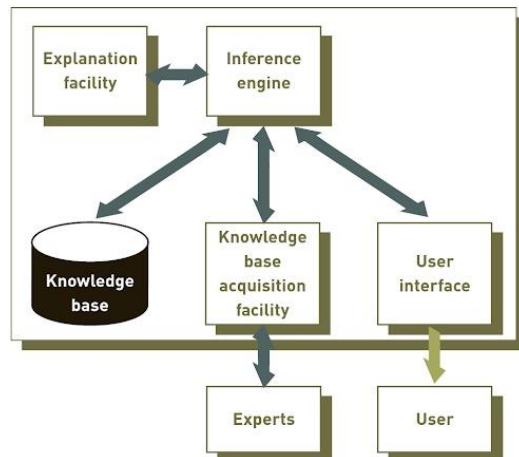 Explanation
facility
Inference
engine
Knowledge
base
Knowledge
base
acquisition
facility
User
interface
Experts
User